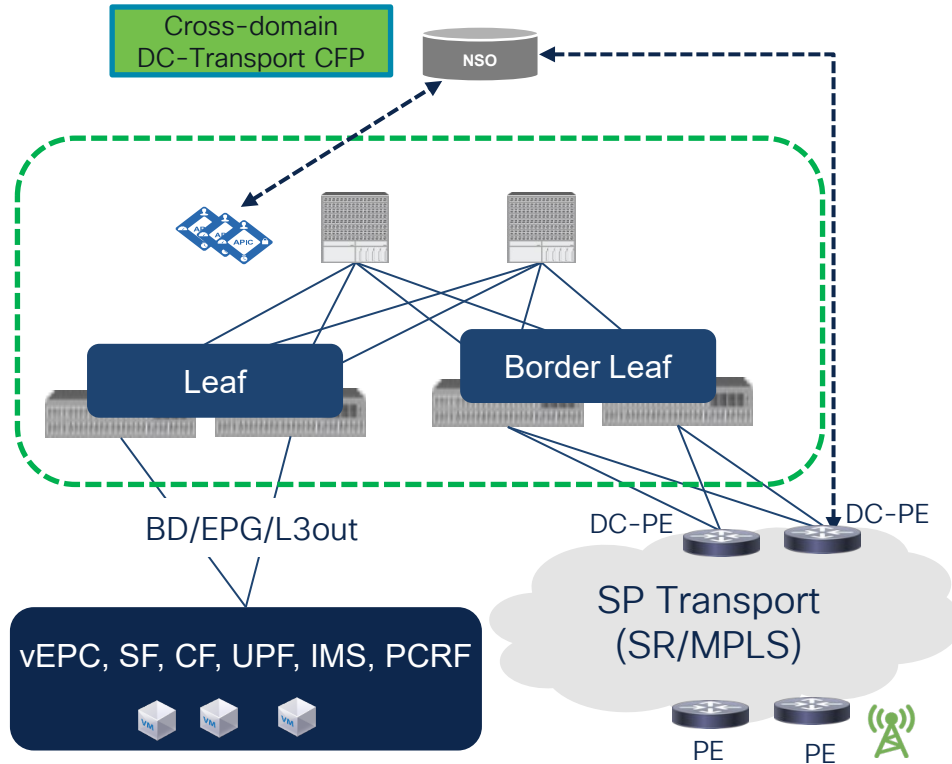 Cross-domain
DC-Transport CFP
NSO
APIC
Leaf
Border Leaf
BD/EPG/L3out
DC-PE
DC-PE
SP Transport
(SR/MPLS)
vEPC, SF, CF, UPF, IMS, PCRF
VM
VM
VM
PE
PE